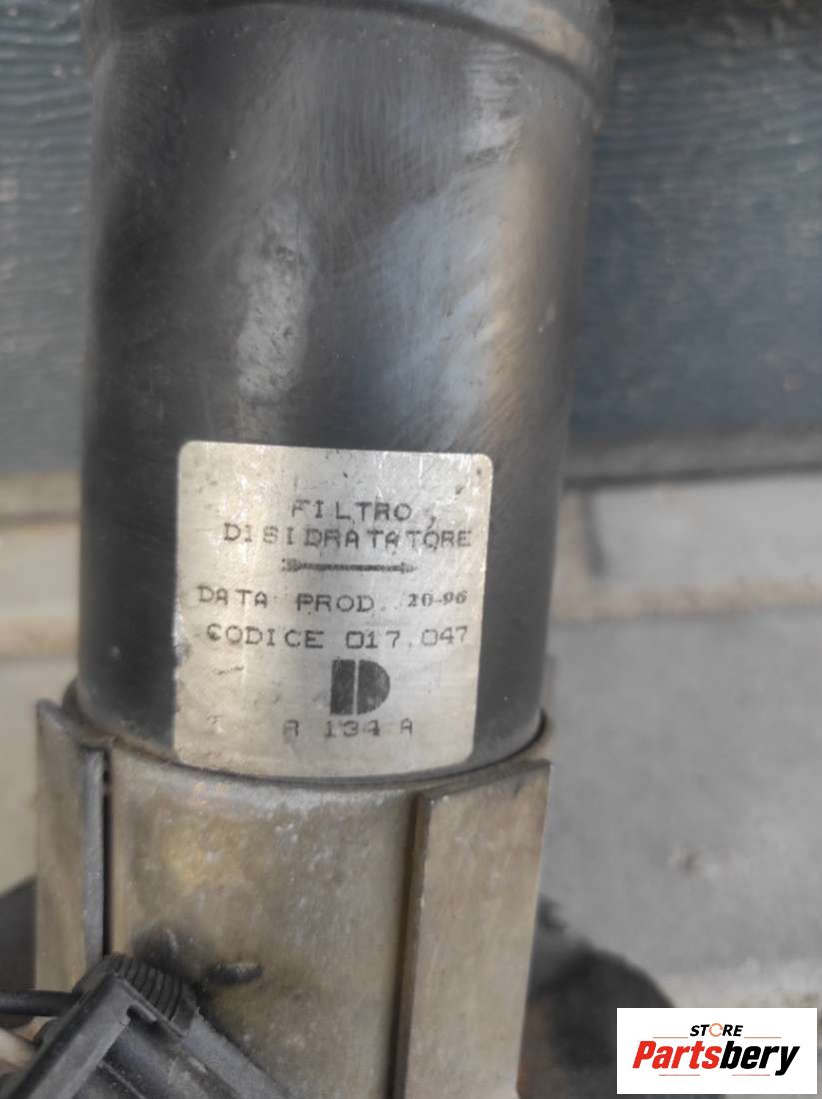 FILTRO
DISIDRATATORE
DATA PROD. 20-96
CODICE 017.047
R 134 A
STORE
Partsbery